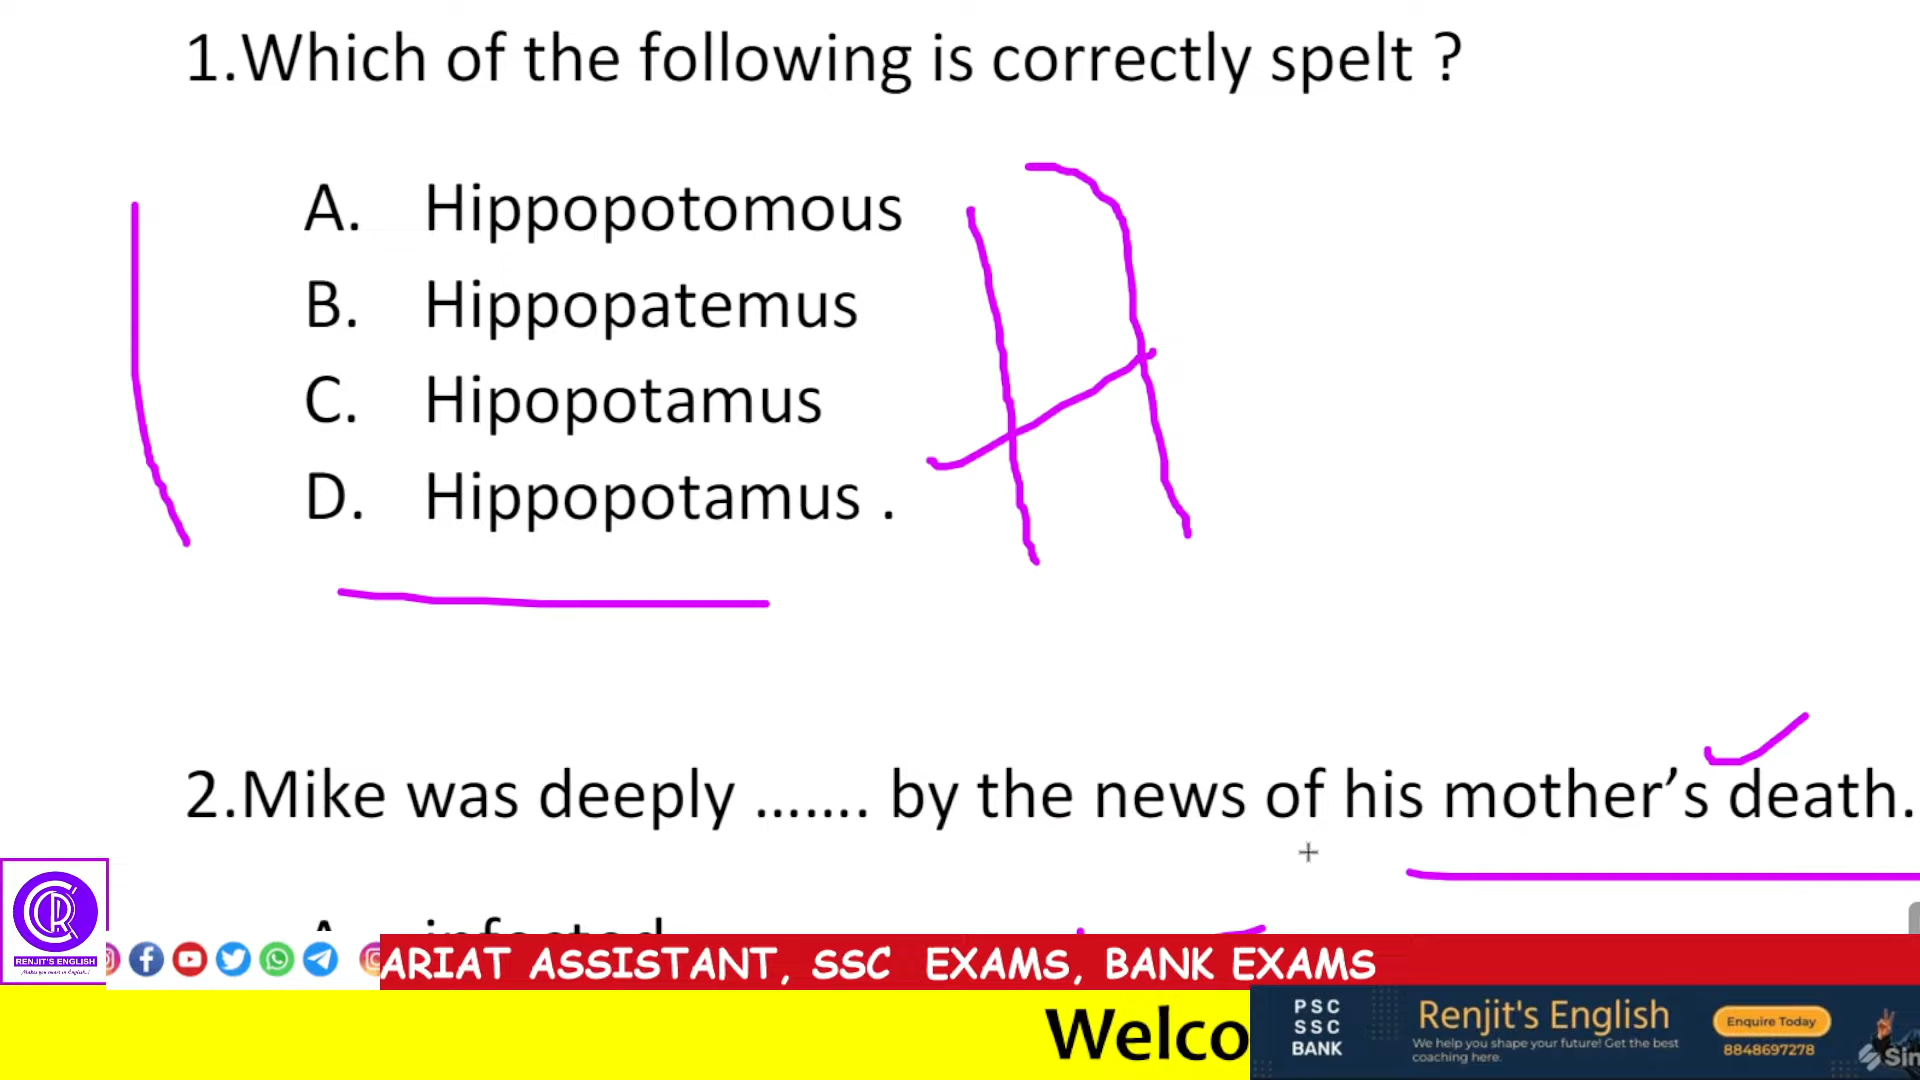 1.Which of the following is correctly spelt ?
A. Hippopotomous
B. Hippopatemus
C. Hipopotamus
D. Hippopotamus .
A
2.Mike was deeply ....... by the news of his mother’s death.
RENJIT'S ENGLISH
ARIAT ASSISTANT, SSC EXAMS, BANK EXAMS
Welco
PSC
SSC
BANK
Renjit's English
We help you shape your future! Get the best
coaching here.
Enquire Today
8848697278